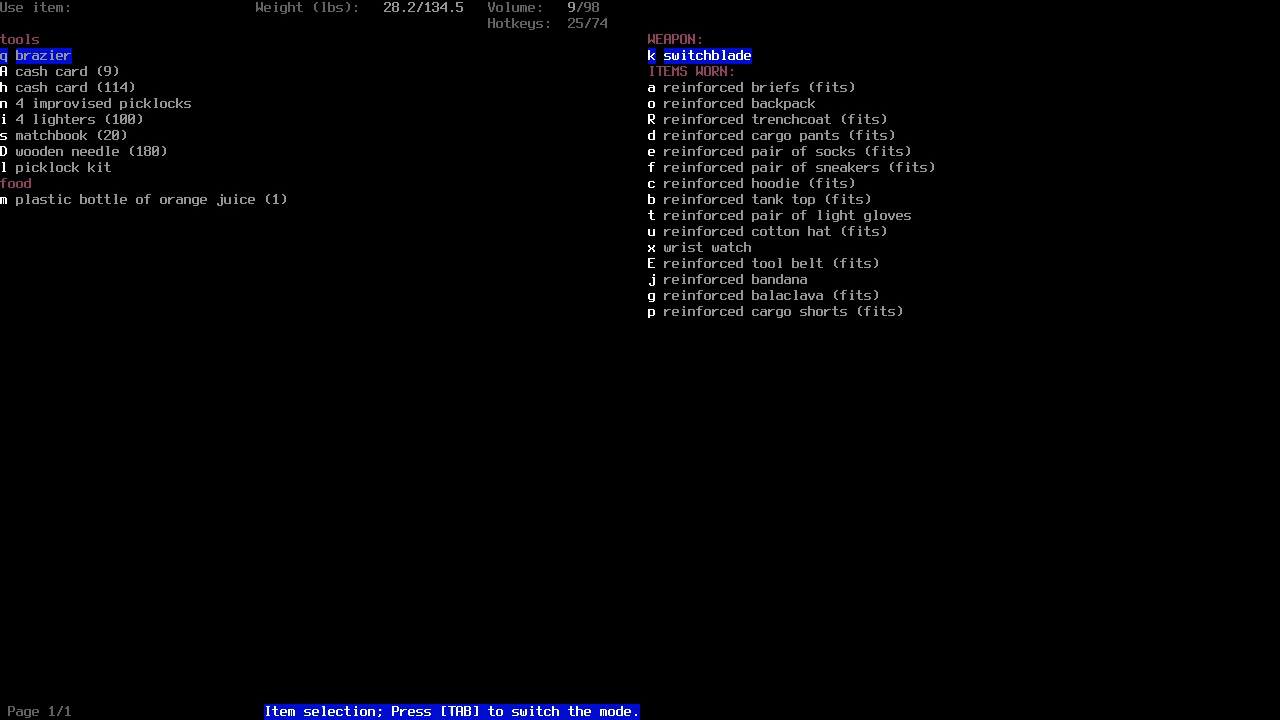 Use item: Weight (lbs): 28.2/134.5 Volume: 9/98
Hotkeys: 25/74
tools
q brazier
A cash card (9)
h cash card (114)
n 4 improvised picklocks
i 4 lighters (100)
s matchbook (20)
D wooden needle (180)
l picklock kit
food
m plastic bottle of orange juice (1)
WEAPON:
k switchblade
ITEMS WORN:
a reinforced briefs (fits)
o reinforced backpack
R reinforced trenchcoat (fits)
d reinforced cargo pants (fits)
e reinforced pair of socks (fits)
f reinforced pair of sneakers (fits)
c reinforced hoodie (fits)
b reinforced tank top (fits)
t reinforced pair of light gloves
u reinforced cotton hat (fits)
x wrist watch
E reinforced tool belt (fits)
j reinforced bandana
g reinforced balaclava (fits)
p reinforced cargo shorts (fits)
Page 1/1 Item selection; Press [TAB] to switch the mode.